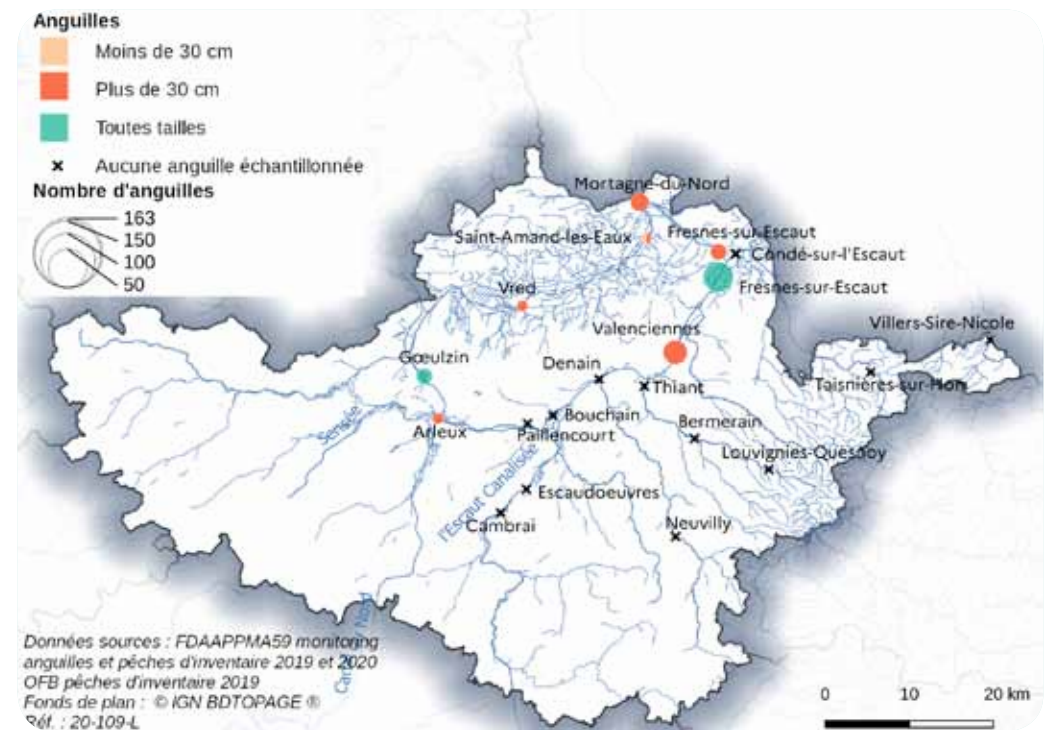 Anguilles
Moins de 30 cm
Plus de 30 cm
Toutes tailles
Aucune anguille échantillonnée
Nombre d'anguilles
163
150
100
50
Mortagne-du-Nord
Saint-Amand-les-Eaux
Fresnes-sur-Escaut
Condé-sur-l'Escaut
Fresnes-sur-Escaut
Vred
Valenciennes
Villers-Sire-Nicole
Gœulzin
Denain
Thiant
Taisnières-sur-Hon
Sensée
Arleux
Bouchain
Paillencourt
Bermerain
Louvignies-Quesnoy
l'Escaut Canalisée
Escaudoeuvres
Cambrai
Neuvilly
Nord
Données sources : FDAAPPMA59 monitoring
anguilles et pêches d'inventaire 2019 et 2020
OFB pêches d'inventaire 2019
Fonds de plan : © IGN BDTOPAGE ®
Réf. : 20-109-L
0 10 20 km